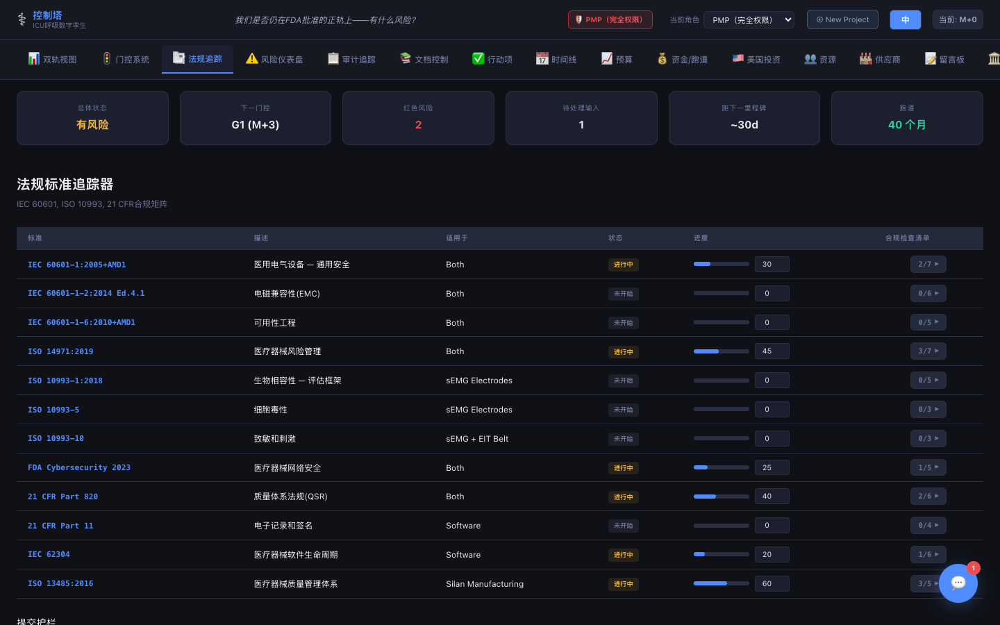 控制塔
ICU呼吸数字孪生
我们是否仍在FDA批准的正轨上——有什么风险?
PMP（完全权限）
当前角色
PMP（完全权限）
New Project
中
当前: M+0
双轨视图
门控系统
法规追踪
风险仪表盘
审计追踪
文档控制
行动项
时间线
预算
资金/跑道
美国投资
资源
供应商
留言板
总体状态
有风险
下一门控
G1 (M+3)
红色风险
2
待处理输入
1
距下一里程碑
~30d
跑道
40 个月
法规标准追踪器
IEC 60601, ISO 10993, 21 CFR合规矩阵
标准 描述 适用于 状态 进度 合规检查清单
IEC 60601-1:2005+AMD1 医用电气设备 — 通用安全 Both 进行中 30 2/7 ▶
IEC 60601-1-2:2014 Ed.4.1 电磁兼容性(EMC) Both 未开始 0 0/6 ▶
IEC 60601-1-6:2010+AMD1 可用性工程 Both 未开始 0 0/5 ▶
ISO 14971:2019 医疗器械风险管理 Both 进行中 45 3/7 ▶
ISO 10993-1:2018 生物相容性 — 评估框架 sEMG Electrodes 未开始 0 0/5 ▶
ISO 10993-5 细胞毒性 sEMG Electrodes 未开始 0 0/3 ▶
ISO 10993-10 致敏和刺激 sEMG + EIT Belt 未开始 0 0/3 ▶
FDA Cybersecurity 2023 医疗器械网络安全 Both 进行中 25 1/5 ▶
21 CFR Part 820 质量体系法规(QSR) Both 进行中 40 2/6 ▶
21 CFR Part 11 电子记录和签名 Software 未开始 0 0/4 ▶
IEC 62304 医疗器械软件生命周期 Software 进行中 20 1/6 ▶
ISO 13485:2016 医疗器械质量管理体系 Silan Manufacturing 进行中 60 3/5 ▶
1
提交护栏